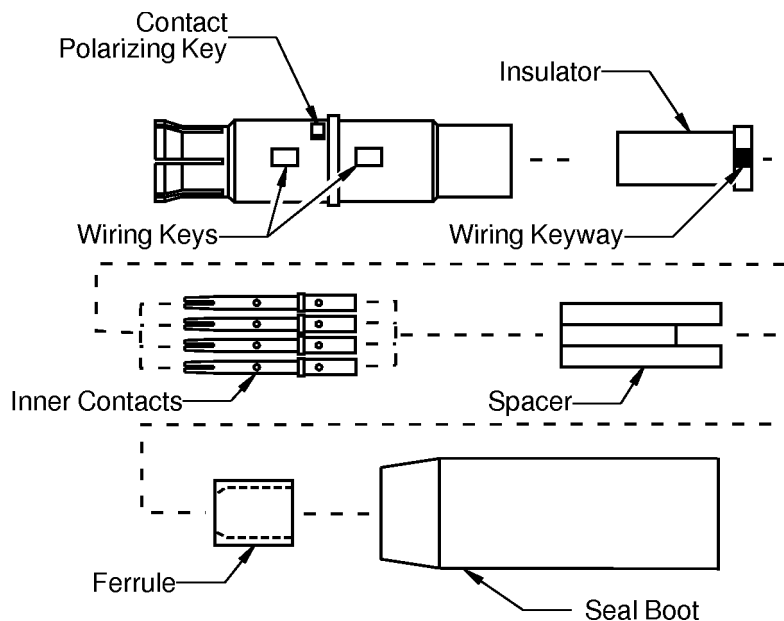 Contact
Polarizing Key
Insulator
Wiring Keys
Wiring Keyway
Inner Contacts
Spacer
Ferrule
Seal Boot